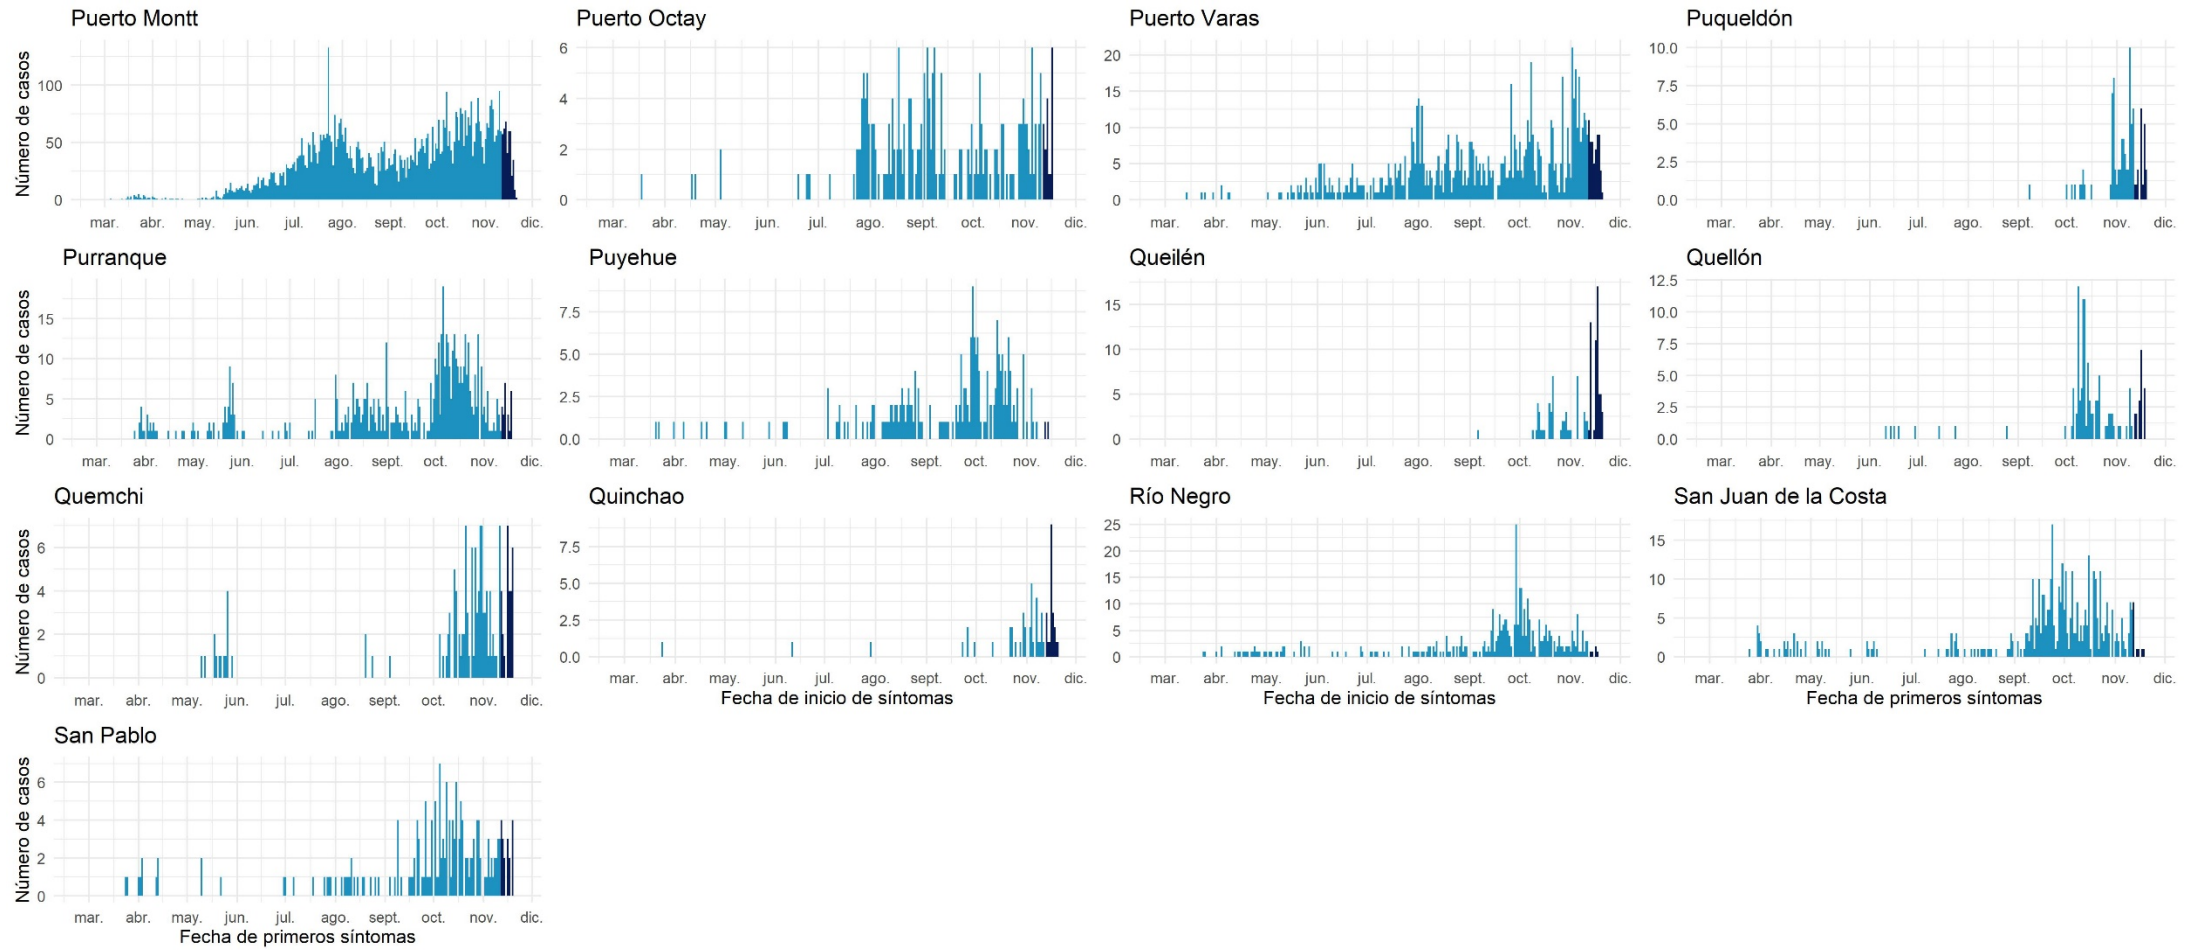 Puerto Montt
Número de casos
100
50
0
mar. abr. may. jun. jul. ago. sept. oct. nov. dic.
Puerto Octay
6
4
2
0
mar. abr. may. jun. jul. ago. sept. oct. nov. dic.
Puerto Varas
20
15
10
5
0
mar. abr. may. jun. jul. ago. sept. oct. nov. dic.
Puqueldón
10.0
7.5
5.0
2.5
0.0
mar. abr. may. jun. jul. ago. sept. oct. nov. dic.
Purranque
Número de casos
15
10
5
0
mar. abr. may. jun. jul. ago. sept. oct. nov. dic.
Puyehue
7.5
5.0
2.5
0.0
mar. abr. may. jun. jul. ago. sept. oct. nov. dic.
Queilén
15
10
5
0
mar. abr. may. jun. jul. ago. sept. oct. nov. dic.
Quellón
12.5
10.0
7.5
5.0
2.5
0.0
mar. abr. may. jun. jul. ago. sept. oct. nov. dic.
Quemchi
Número de casos
6
4
2
0
mar. abr. may. jun. jul. ago. sept. oct. nov. dic.
Quinchao
7.5
5.0
2.5
0.0
mar. abr. may. jun. jul. ago. sept. oct. nov. dic.
Fecha de inicio de síntomas
Río Negro
25
20
15
10
5
0
mar. abr. may. jun. jul. ago. sept. oct. nov. dic.
Fecha de inicio de síntomas
San Juan de la Costa
15
10
5
0
mar. abr. may. jun. jul. ago. sept. oct. nov. dic.
Fecha de primeros síntomas
San Pablo
Número de casos
6
4
2
0
mar. abr. may. jun. jul. ago. sept. oct. nov. dic.
Fecha de primeros síntomas